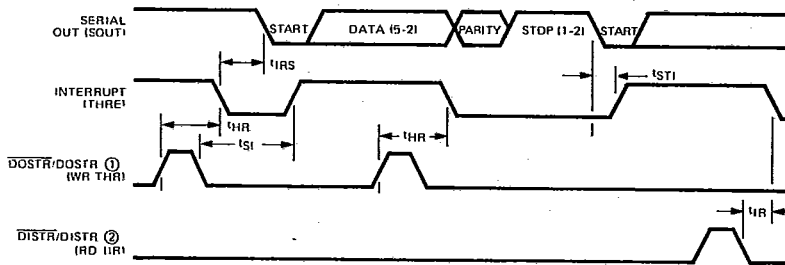 SERIAL
OUT (SOUT)
START
DATA (5-2)
PARITY
STOP (1-2)
START
tIRS
tSTI
INTERRUPT
(THRE)
tHR
tSI
tHR
DOSTR/DOSTR ①
(WR THR)
tIR
DISTR/DISTR ②
(RD IIR)